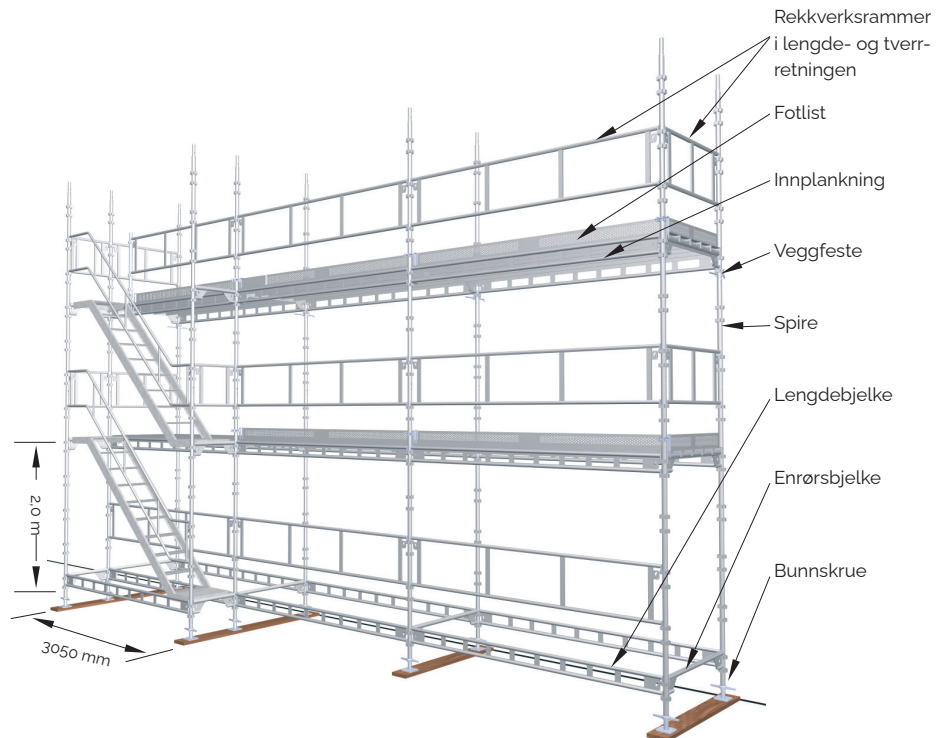 Rekkverksrammer
i lengde- og tverr-
retningen
Fotlist
Innplankning
Veggfeste
Spire
Lengdebjelke
Enrørsbjelke
Bunnskrue
2,0 m
3050 mm